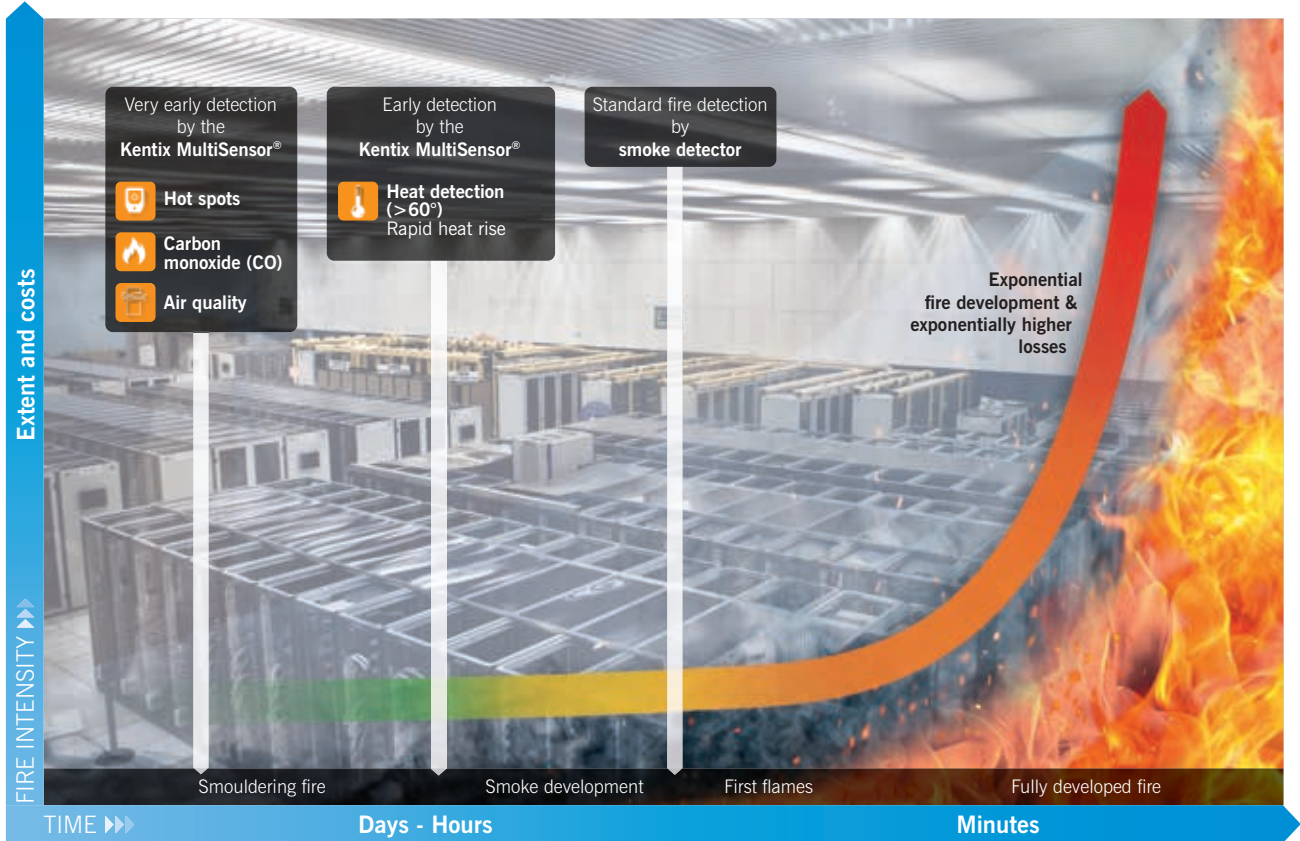 Very early detection
by the
Kentix MultiSensor®
Hot spots
Carbon
monoxide (CO)
Air quality
Early detection
by the
Kentix MultiSensor®
Heat detection
(>60°)
Rapid heat rise
Standard fire detection
by
smoke detector
Exponential
fire development &
exponentially higher
losses
Extent and costs
FIRE INTENSITY
Smouldering fire
Smoke development
First flames
Fully developed fire
TIME
Days - Hours
Minutes